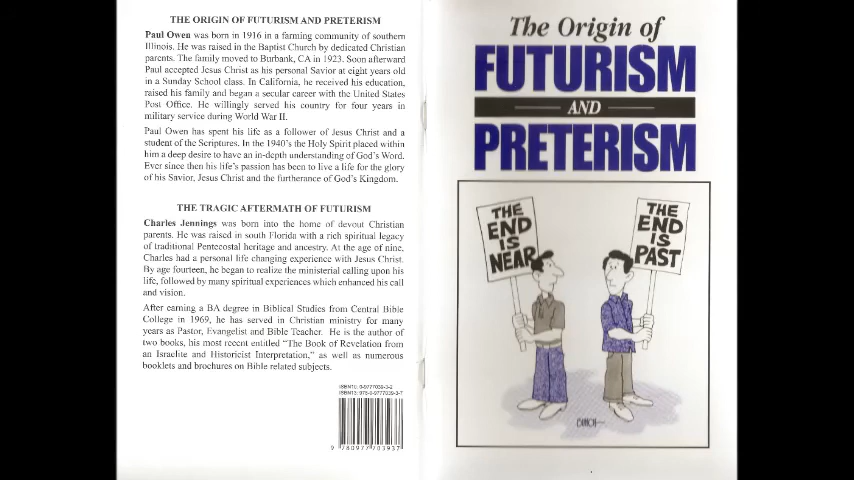 THE ORIGIN OF FUTURISM AND PRETERISM
Paul Owen was born in 1916 in a farming community of southern
Illinois. He was raised in the Baptist Church by dedicated Christian
parents. The family moved to Burbank, CA in 1923. Soon afterward
Paul accepted Jesus Christ as his personal Savior at eight years old
in a Sunday School class. In California, he received his education,
raised his family and began a secular career with the United States
Post Office. He willingly served his country for four years in
military service during World War II.
Paul Owen has spent his life as a follower of Jesus Christ and a
student of the Scriptures. In the 1940's the Holy Spirit placed within
him a deep desire to have an in-depth understanding of God's Word.
Ever since then his life's passion has been to live a life for the glory
of his Savior, Jesus Christ and the furtherance of God's Kingdom.
THE TRAGIC AFTERMATH OF FUTURISM
Charles Jennings was born into the home of devout Christian
parents. He was raised in south Florida with a rich spiritual legacy
of traditional Pentecostal heritage and ancestry. At the age of nine,
Charles had a personal life changing experience with Jesus Christ.
By age fourteen, he began to realize the ministerial calling upon his
life, followed by many spiritual experiences which enhanced his call
and vision.
After earning a BA degree in Biblical Studies from Central Bible
College in 1969, he has served in Christian ministry for many
years as Pastor, Evangelist and Bible Teacher. He is the author of
two books, his most recent entitled "The Book of Revelation from
an Israelite and Historicist Interpretation," as well as numerous
booklets and brochures on Bible related subjects.
ISBN10: 0-9777039-3-2
ISBN13: 978-0-9777039-3-7
9 780977 703937
The Origin of
FUTURISM
AND
PRETERISM
THE
END
IS
NEAR
THE
END
IS
PAST